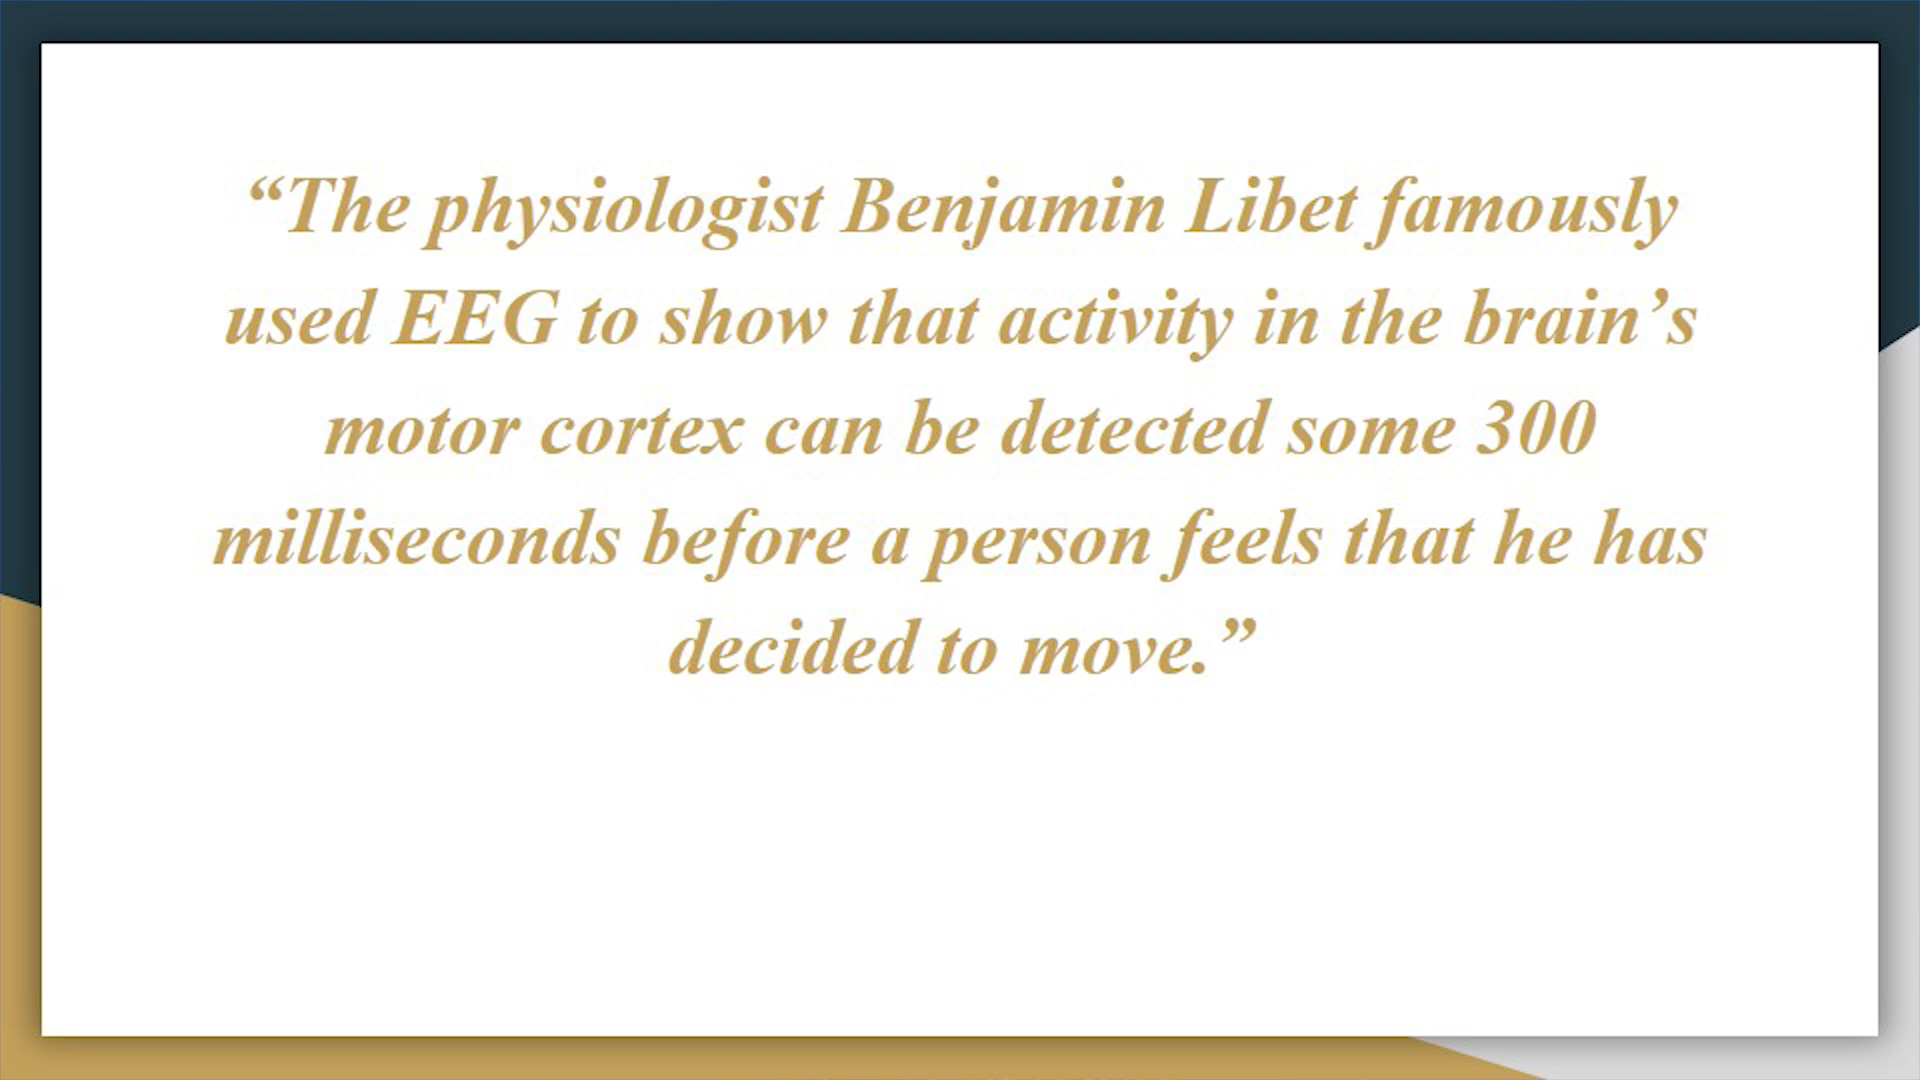 “The physiologist Benjamin Libet famously
used EEG to show that activity in the brain’s
motor cortex can be detected some 300
milliseconds before a person feels that he has
decided to move.”